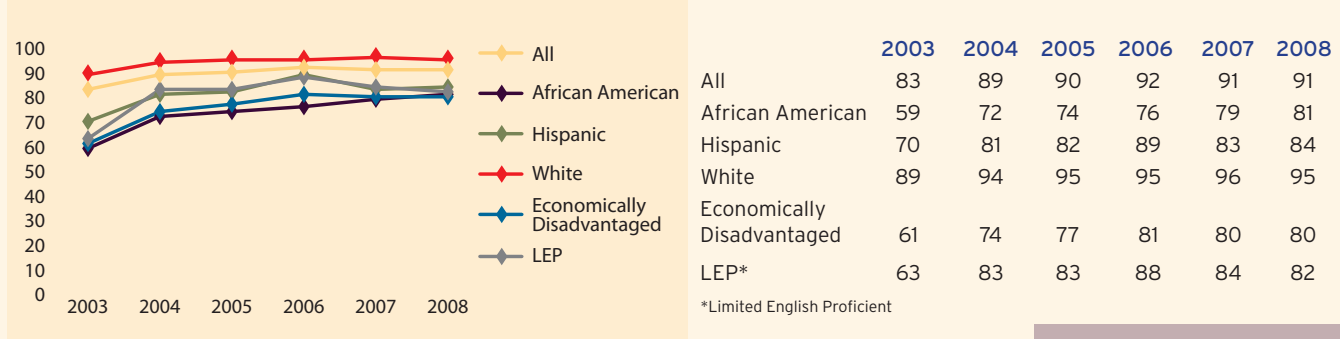 100
90
80
70
60
50
40
30
20
10
0
2003 2004 2005 2006 2007 2008
All
African American
Hispanic
White
Economically
Disadvantaged
LEP
2003 2004 2005 2006 2007 2008
All 83 89 90 92 91 91
African American 59 72 74 76 79 81
Hispanic 70 81 82 89 83 84
White 89 94 95 95 96 95
Economically
Disadvantaged 61 74 77 81 80 80
LEP* 63 83 83 88 84 82
*Limited English Proficient